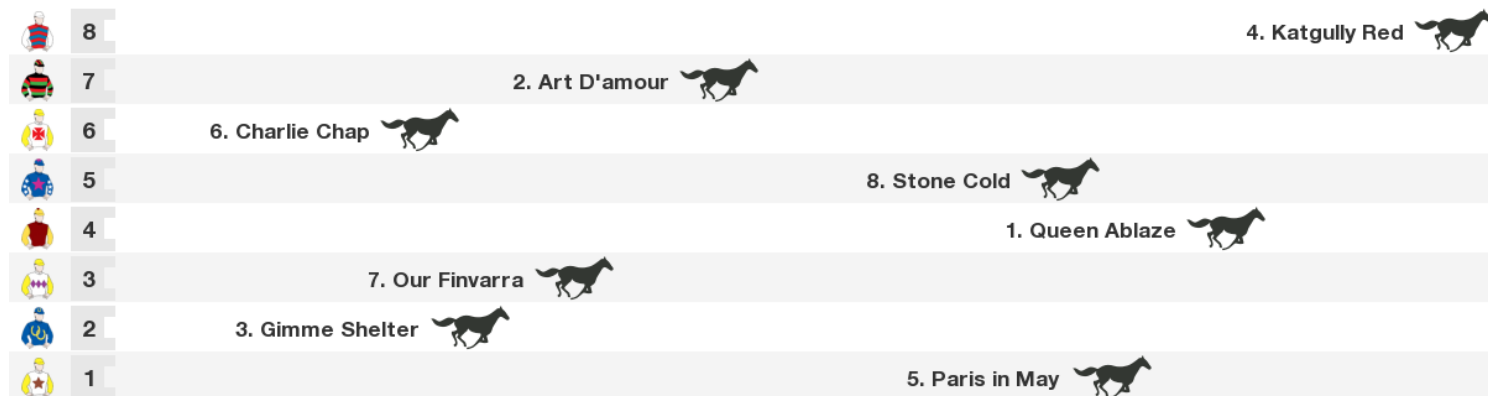 8 4. Katgully Red
7 2. Art D'amour
6 6. Charlie Chap
5 8. Stone Cold
4 1. Queen Ablaze
3 7. Our Finvarra
2 3. Gimme Shelter
1 5. Paris in May